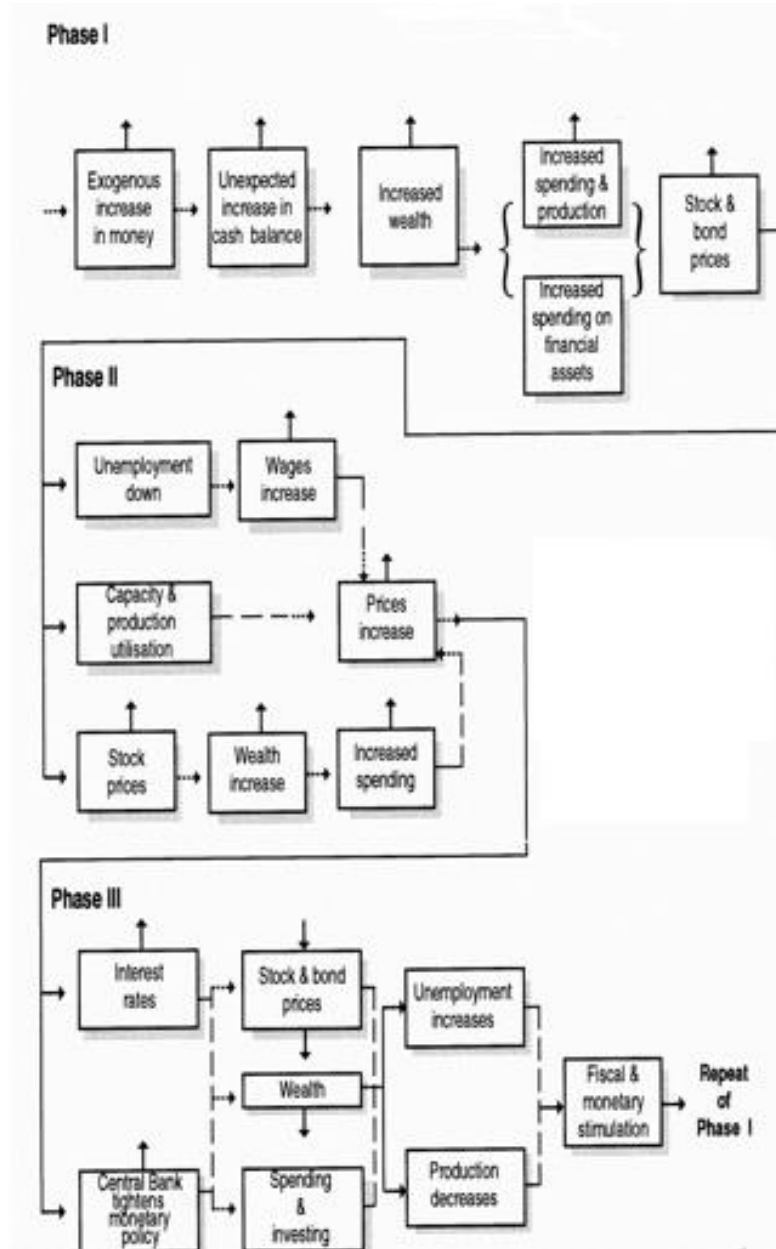 Phase I
Exogenous
increase
in money
Unexpected
increase in
cash balance
Increased
wealth
Increased
spending &
production
Increased
spending on
financial
assets
Stock &
bond
prices
Phase II
Unemployment
down
Wages
increase
Capacity &
production
utilisation
Prices
increase
Stock
prices
Wealth
increase
Increased
spending
Phase III
Interest
rates
Stock & bond
prices
Unemployment
increases
Wealth
Fiscal &
monetary
stimulation
Repeat
of
Phase I
Central Bank
tightens
monetary
policy
Spending
&
investing
Production
decreases